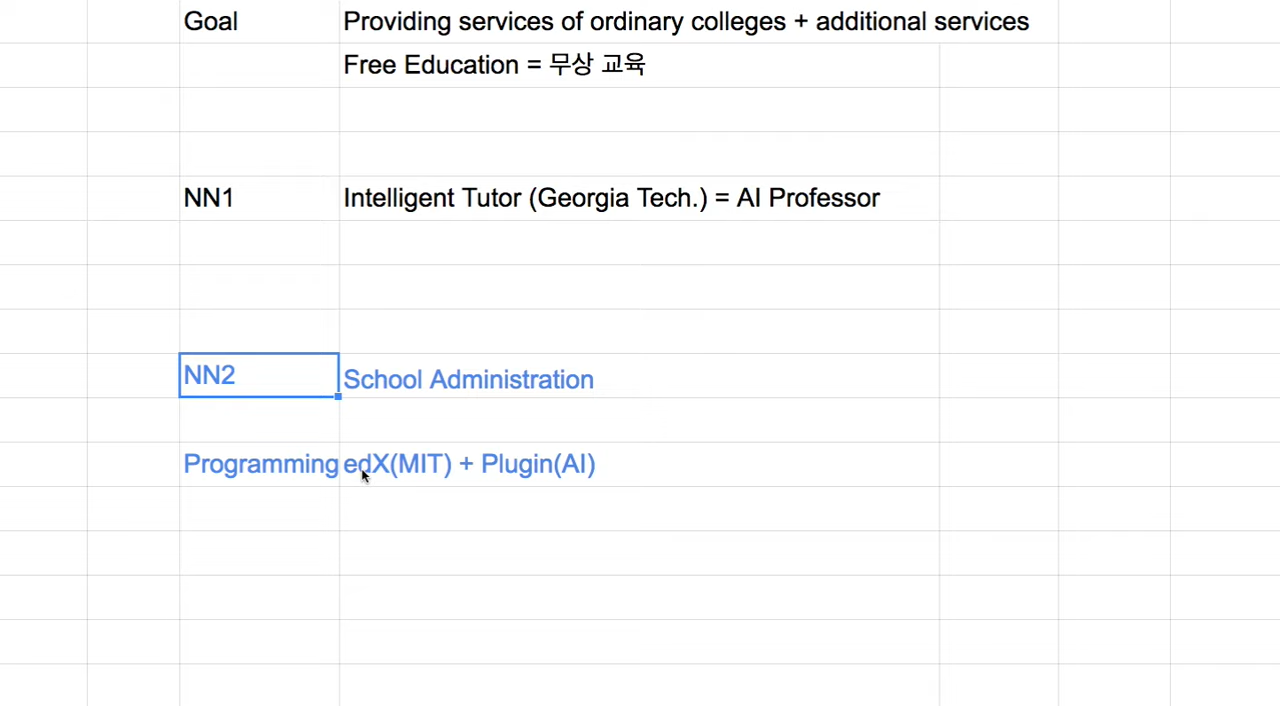 Goal Providing services of ordinary colleges + additional services
Free Education = 무상 교육
NN1 Intelligent Tutor (Georgia Tech.) = AI Professor
NN2 School Administration
Programming edX(MIT) + Plugin(AI)